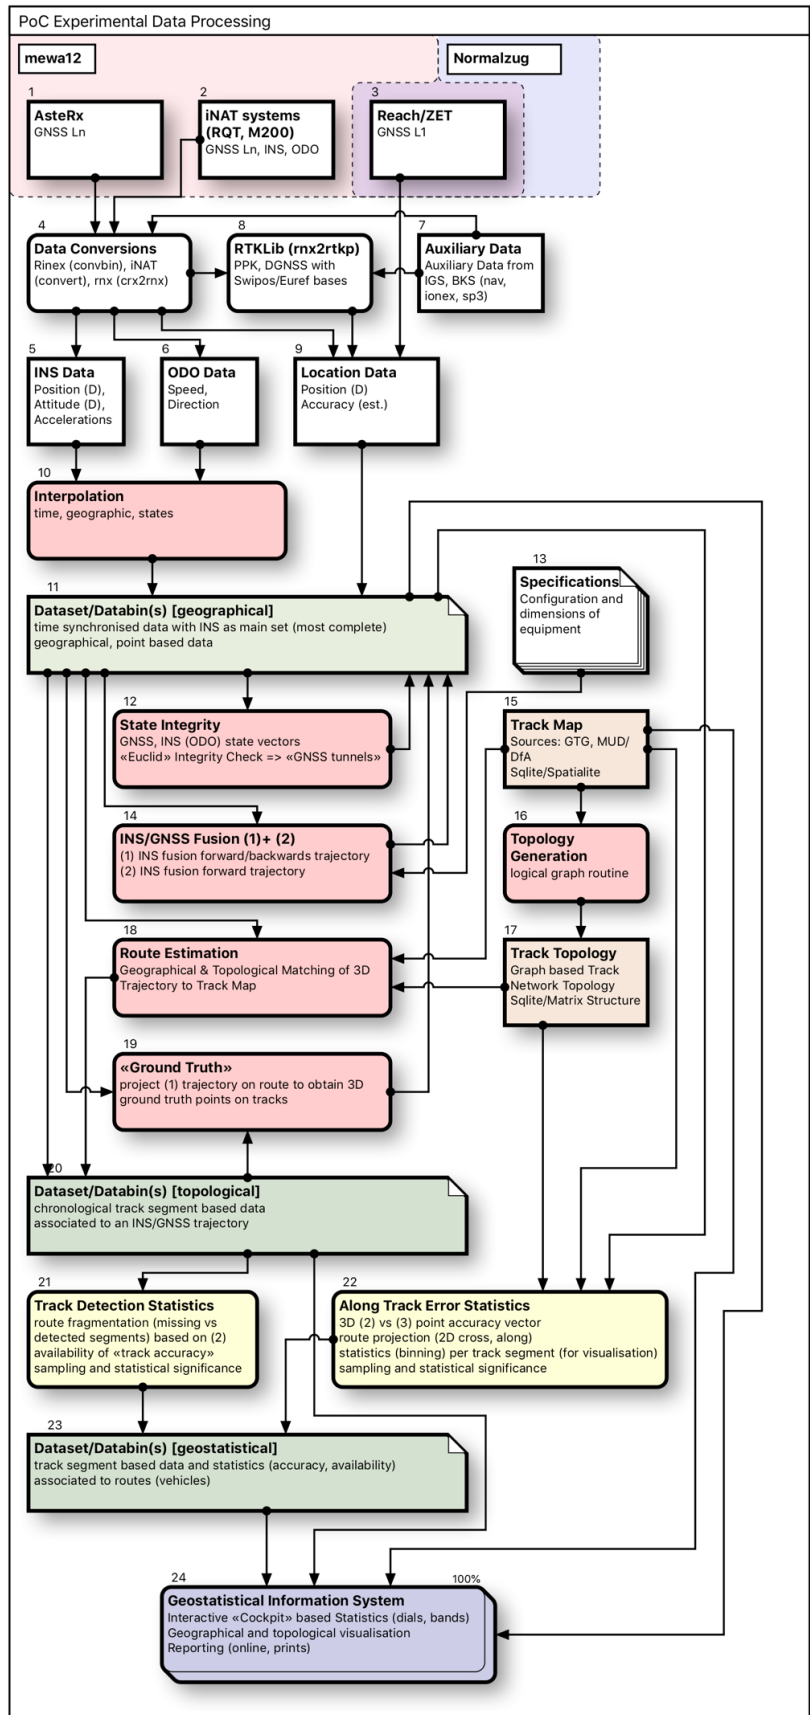 PoC Experimental Data Processing
mewa12
Normalzug
1
AsteRx
GNSS Ln
2
iNAT systems
(RQT, M200)
GNSS Ln, INS, ODO
3
Reach/ZET
GNSS L1
4
Data Conversions
Rinex (convbin), iNAT
(convert), rnx (crx2rnx)
8
RTKLib (rnx2rtkp)
PPK, DGNSS with
Swipos/Euref bases
7
Auxiliary Data
Auxiliary Data from
IGS, BKS (nav,
ionex, sp3)
5
INS Data
Position (D),
Attitude (D),
Accelerations
6
ODO Data
Speed,
Direction
9
Location Data
Position (D)
Accuracy (est.)
10
Interpolation
time, geographic, states
11
Dataset/Databin(s) [geographical]
time synchronised data with INS as main set (most complete)
geographical, point based data
13
Specifications
Configuration and
dimensions of
equipment
12
State Integrity
GNSS, INS (ODO) state vectors
«Euclid» Integrity Check => «GNSS tunnels»
15
Track Map
Sources: GTG, MUD/
DfA
Sqlite/Spatialite
14
INS/GNSS Fusion (1)+ (2)
(1) INS fusion forward/backwards trajectory
(2) INS fusion forward trajectory
16
Topology
Generation
logical graph routine
18
Route Estimation
Geographical & Topological Matching of 3D
Trajectory to Track Map
17
Track Topology
Graph based Track
Network Topology
Sqlite/Matrix Structure
19
«Ground Truth»
project (1) trajectory on route to obtain 3D
ground truth points on tracks
20
Dataset/Databin(s) [topological]
chronological track segment based data
associated to an INS/GNSS trajectory
21
Track Detection Statistics
route fragmentation (missing vs
detected segments) based on (2)
availability of «track accuracy»
sampling and statistical significance
22
Along Track Error Statistics
3D (2) vs (3) point accuracy vector
route projection (2D cross, along)
statistics (binning) per track segment (for visualisation)
sampling and statistical significance
23
Dataset/Databin(s) [geostatistical]
track segment based data and statistics (accuracy, availability)
associated to routes (vehicles)
24
100%
Geostatistical Information System
Interactive «Cockpit» based Statistics (dials, bands)
Geographical and topological visualisation
Reporting (online, prints)